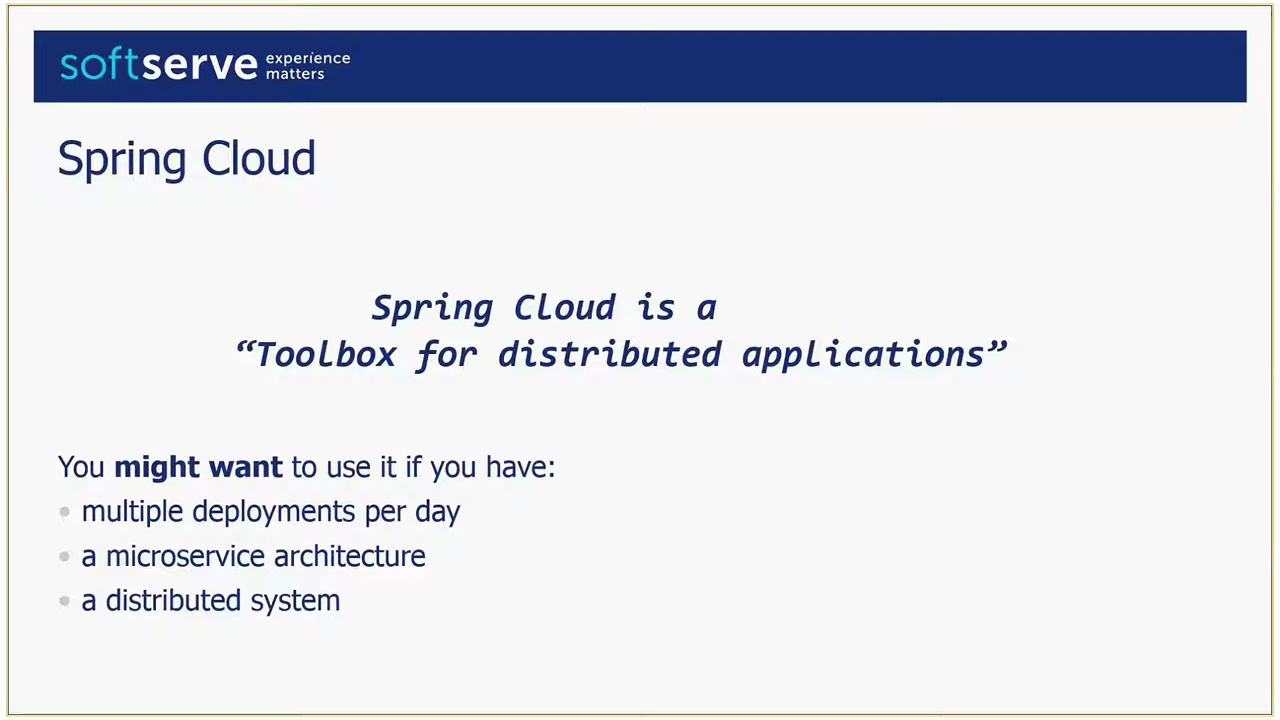 softserve experience
matters
Spring Cloud
Spring Cloud is a
“Toolbox for distributed applications”
You might want to use it if you have:
• multiple deployments per day
• a microservice architecture
• a distributed system